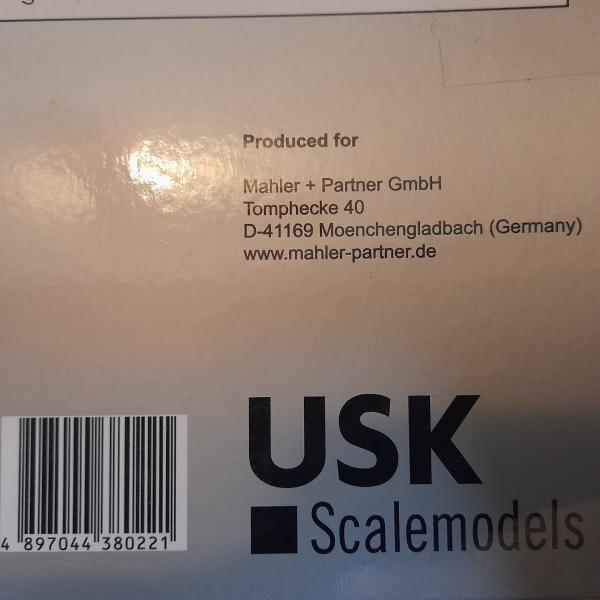 Produced for
Mahler + Partner GmbH
Tomphecke 40
D-41169 Moenchengladbach (Germany)
www.mahler-partner.de
USK
Scalemodels
4 897044 380221